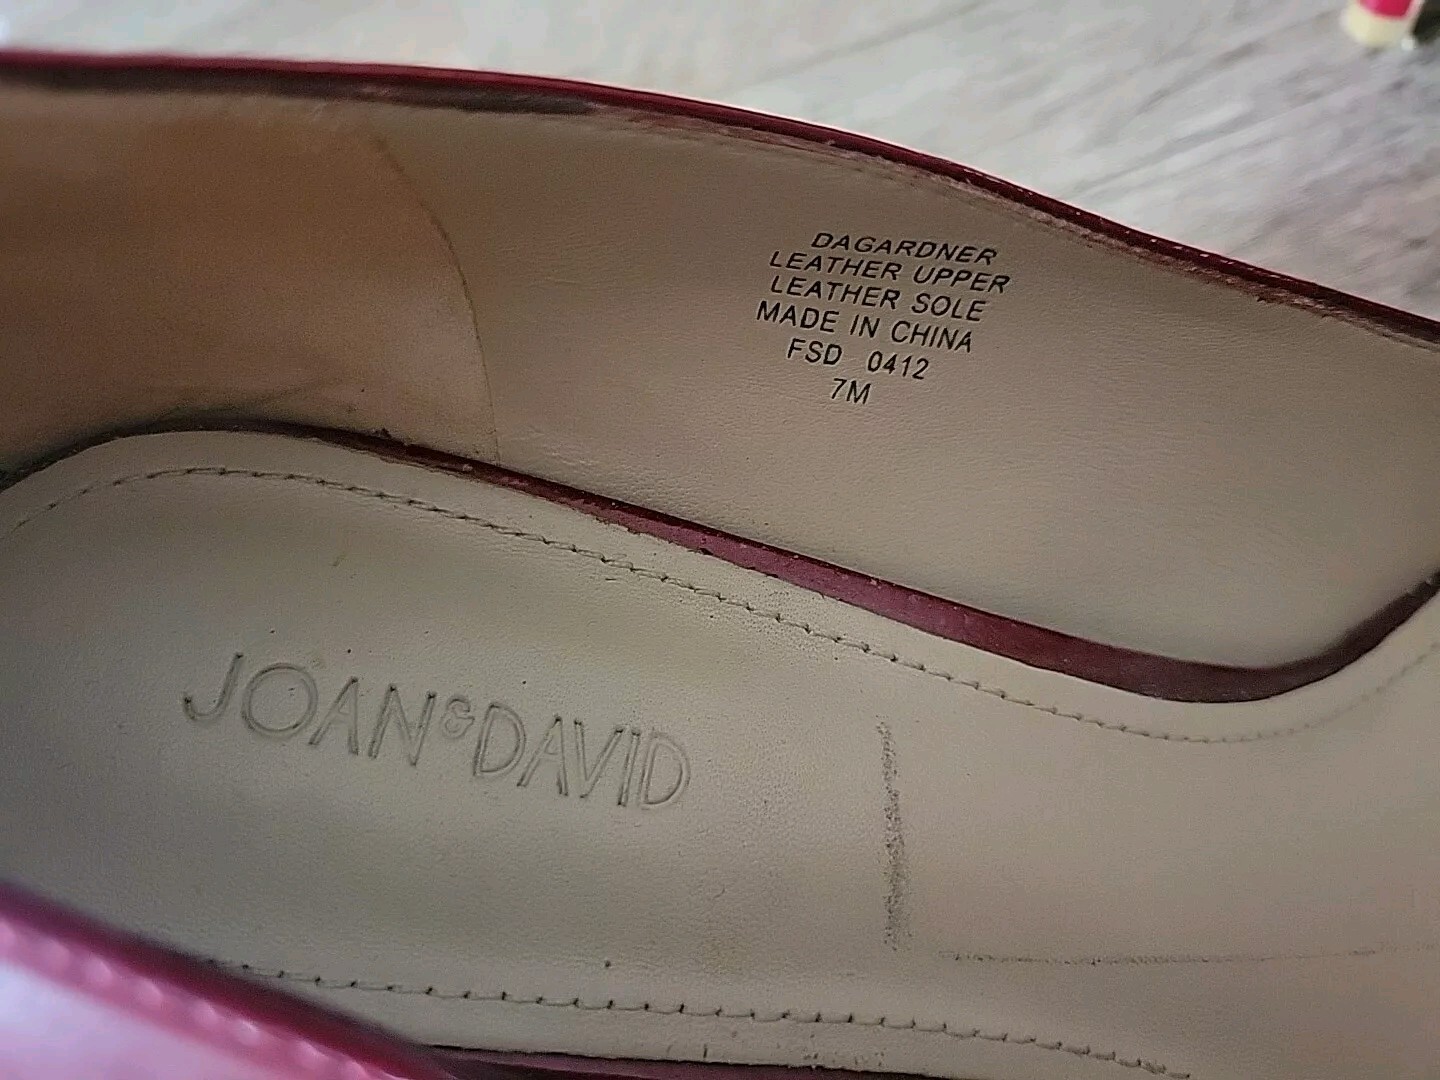 DAGARDNER
LEATHER UPPER
LEATHER SOLE
MADE IN CHINA
FSD 0412
7M
JOAN & DAVID